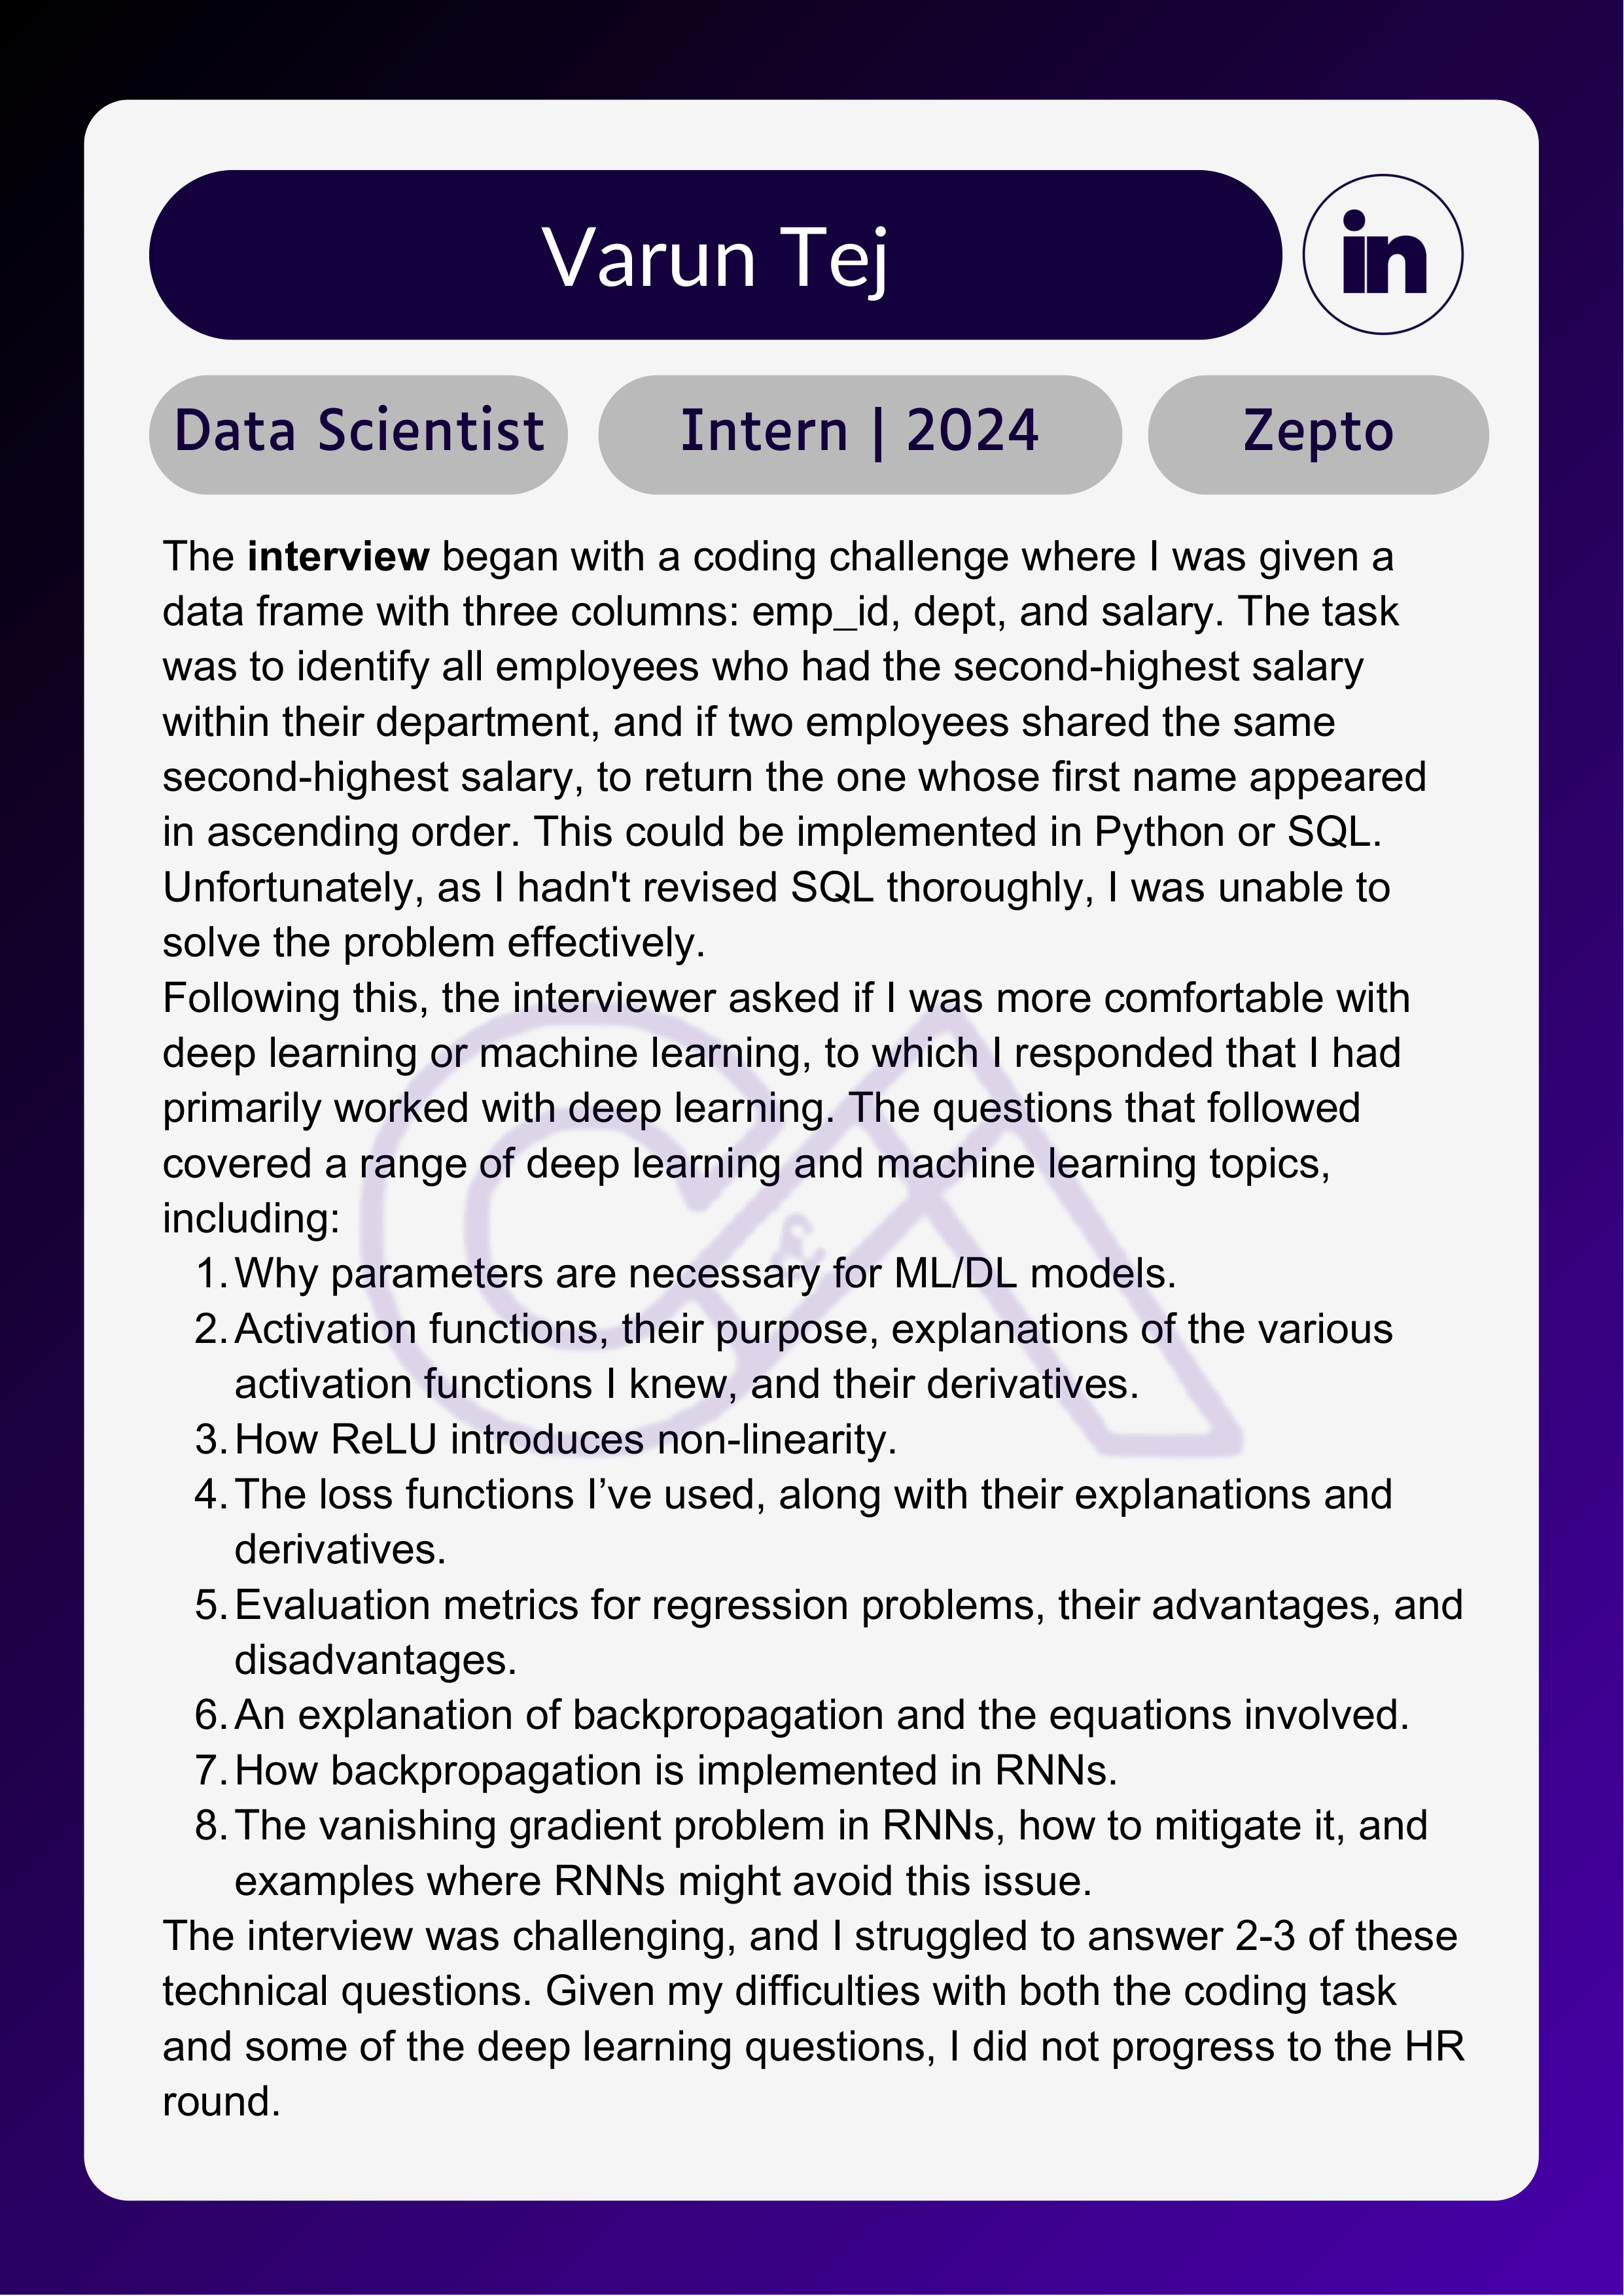 Varun Tej
in
Data Scientist
Intern | 2024
Zepto
The interview began with a coding challenge where I was given a
data frame with three columns: emp_id, dept, and salary. The task
was to identify all employees who had the second-highest salary
within their department, and if two employees shared the same
second-highest salary, to return the one whose first name appeared
in ascending order. This could be implemented in Python or SQL.
Unfortunately, as I hadn't revised SQL thoroughly, I was unable to
solve the problem effectively.
Following this, the interviewer asked if I was more comfortable with
deep learning or machine learning, to which I responded that I had
primarily worked with deep learning. The questions that followed
covered a range of deep learning and machine learning topics,
including:
1. Why parameters are necessary for ML/DL models.
2. Activation functions, their purpose, explanations of the various
activation functions I knew, and their derivatives.
3. How ReLU introduces non-linearity.
4. The loss functions I’ve used, along with their explanations and
derivatives.
5. Evaluation metrics for regression problems, their advantages, and
disadvantages.
6. An explanation of backpropagation and the equations involved.
7. How backpropagation is implemented in RNNs.
8. The vanishing gradient problem in RNNs, how to mitigate it, and
examples where RNNs might avoid this issue.
The interview was challenging, and I struggled to answer 2-3 of these
technical questions. Given my difficulties with both the coding task
and some of the deep learning questions, I did not progress to the HR
round.
C&A